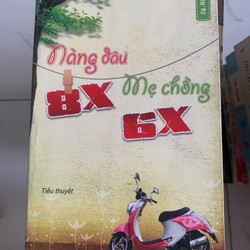 Nàng dâu
8X Mẹ chồng
6X
Tiểu thuyết